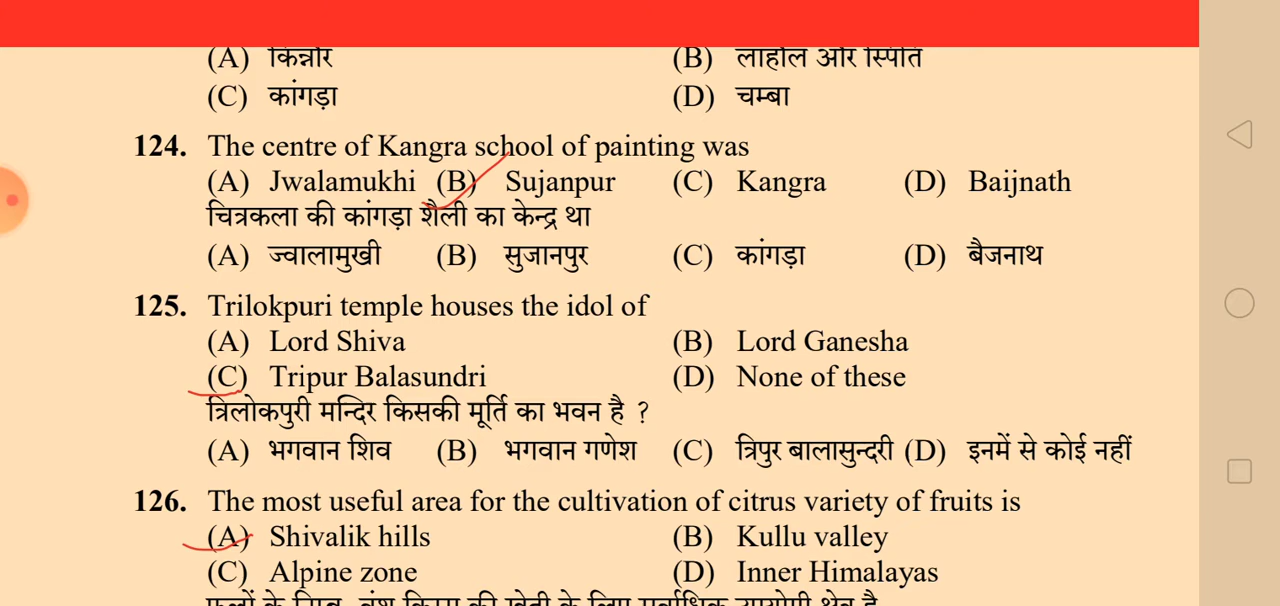 (A) किन्नौर (B) लाहौल और स्पिति
(C) कांगड़ा (D) चम्बा
124. The centre of Kangra school of painting was
(A) Jwalamukhi (B) Sujanpur (C) Kangra (D) Baijnath
चित्रकला की कांगड़ा शैली का केन्द्र था
(A) ज्वालामुखी (B) सुजानपुर (C) कांगड़ा (D) बैजनाथ
125. Trilokpuri temple houses the idol of
(A) Lord Shiva (B) Lord Ganesha
(C) Tripur Balasundri (D) None of these
त्रिलोकपुरी मन्दिर किसकी मूर्ति का भवन है ?
(A) भगवान शिव (B) भगवान गणेश (C) त्रिपुर बालासुन्दरी (D) इनमें से कोई नहीं
126. The most useful area for the cultivation of citrus variety of fruits is
(A) Shivalik hills (B) Kullu valley
(C) Alpine zone (D) Inner Himalayas
फलों के किस्म की खेती के लिए सर्वाधिक उपयोगी क्षेत्र है